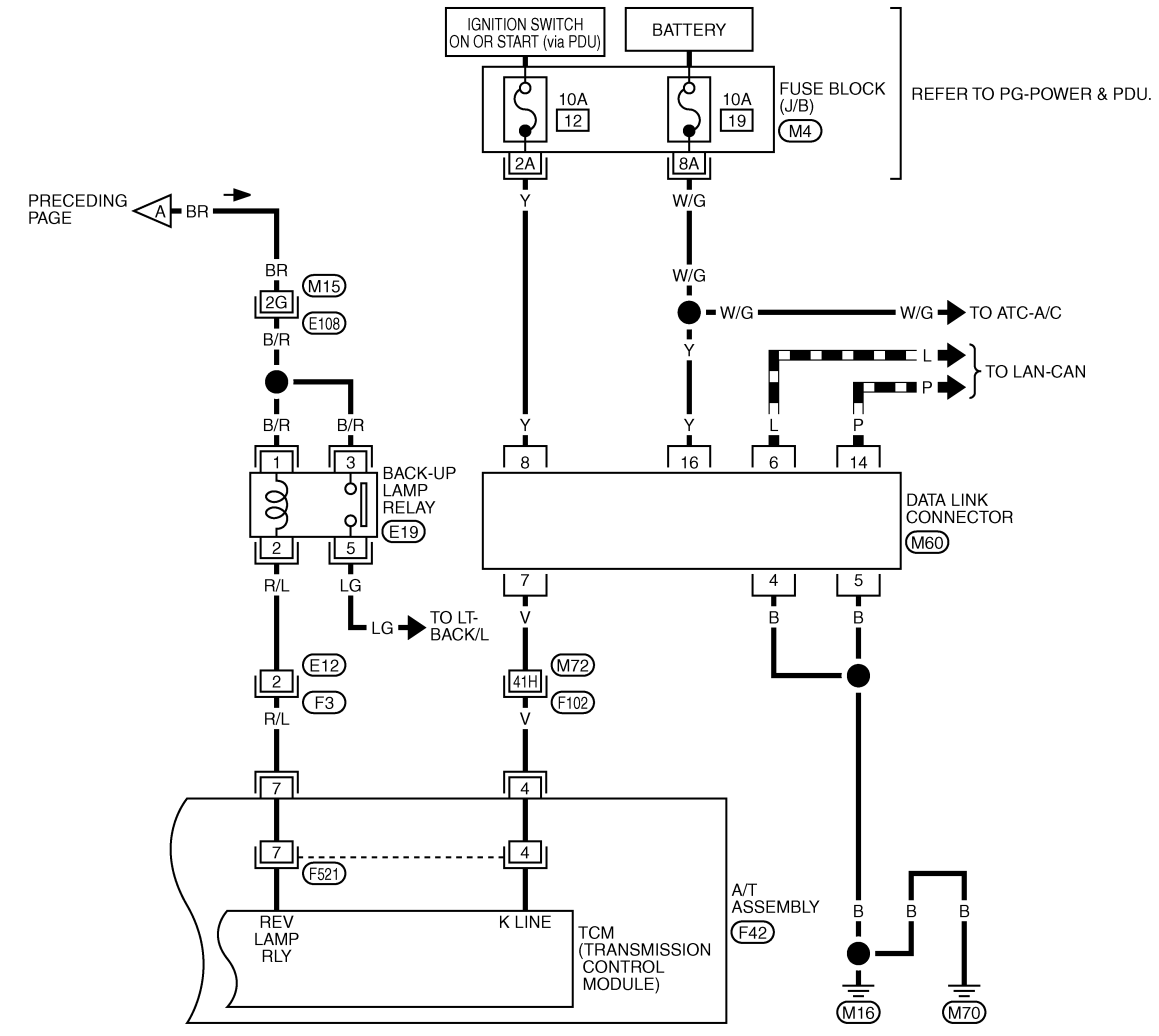 IGNITION SWITCH
ON OR START (via PDU)
BATTERY
10A
12
10A
19
FUSE BLOCK
(J/B)
M4
REFER TO PG-POWER & PDU.
2A
8A
Y
W/G
PRECEDING
PAGE
A
BR
BR
2G
M15
E108
B/R
W/G
W/G
W/G
TO ATC-A/C
Y
L
P
TO LAN-CAN
B/R
B/R
Y
Y
L
P
1
3
8
16
6
14
BACK-UP
LAMP
RELAY
E19
DATA LINK
CONNECTOR
M60
2
5
7
4
5
R/L
LG
V
B
B
LG
TO LT-
BACK/L
2
E12
F3
41H
M72
F102
R/L
V
7
4
7
4
F521
REV
LAMP
RLY
K LINE
TCM
(TRANSMISSION
CONTROL
MODULE)
A/T
ASSEMBLY
F42
B
B
B
M16
M70